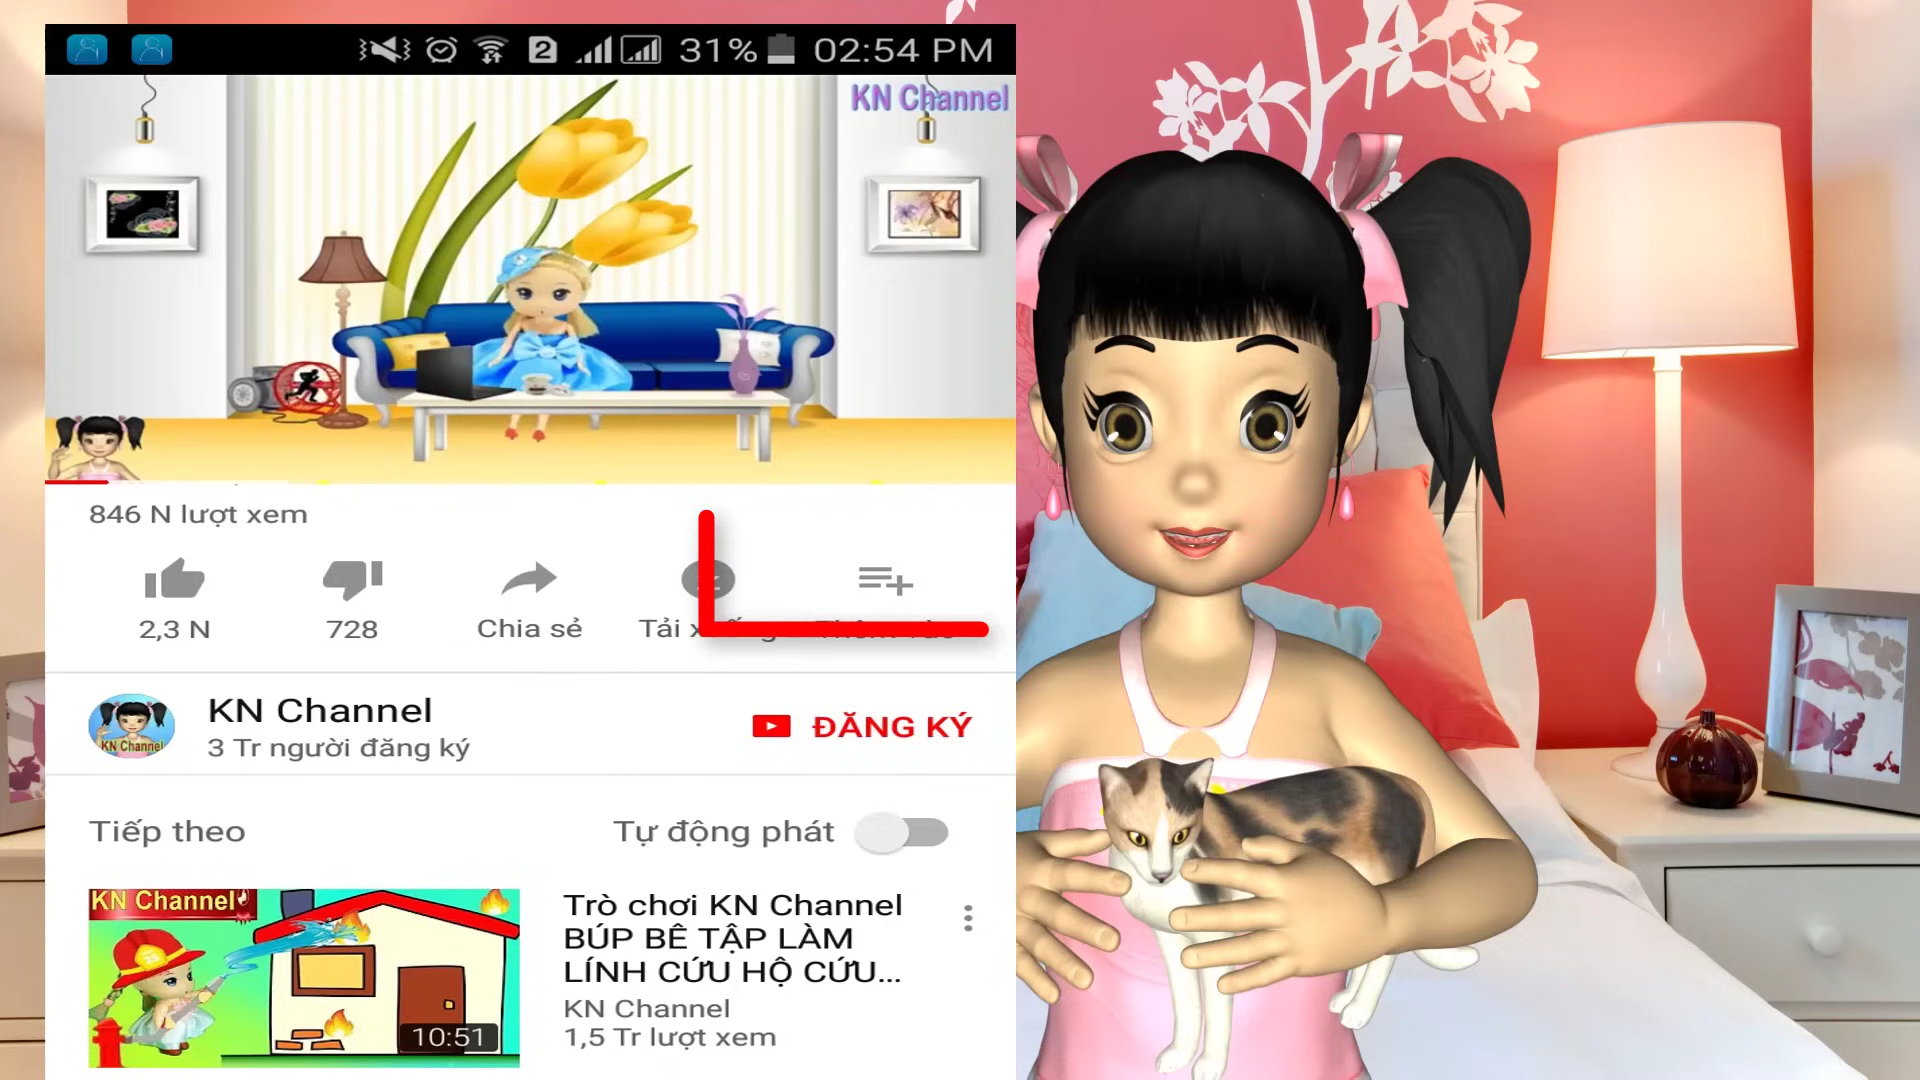 2 31% 02:54 PM
KN Channel
846 N lượt xem
2,3 N
728
Chia sẻ
Tải
KN Channel
3 Tr người đăng ký
ĐĂNG KÝ
KN Channel
Tiếp theo
Tự động phát
KN Channel
10:51
Trò chơi KN Channel
BÚP BÊ TẬP LÀM
LÍNH CỨU HỘ CỨU...
KN Channel
1,5 Tr lượt xem